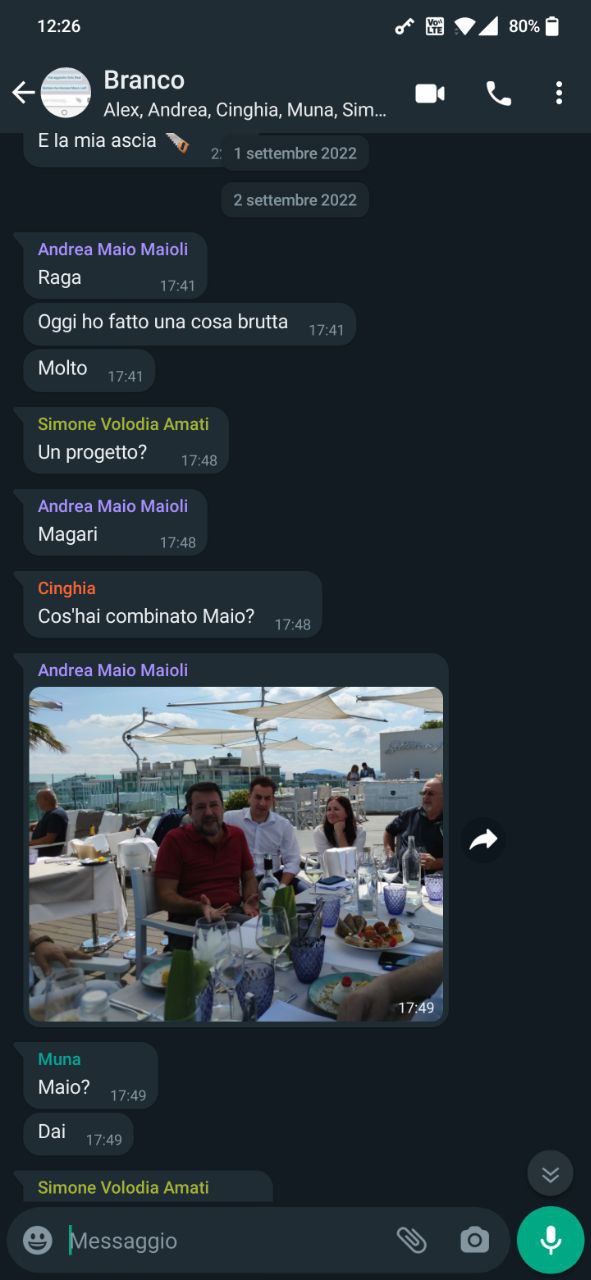 12:26
Vo LTE
80%
Branco
Alex, Andrea, Cinghia, Muna, Sim...
E la mia ascia 🪚
22:
1 settembre 2022
2 settembre 2022
Andrea Maio Maioli
Raga
17:41
Oggi ho fatto una cosa brutta
17:41
Molto
17:41
Simone Volodia Amati
Un progetto?
17:48
Andrea Maio Maioli
Magari
17:48
Cinghia
Cos'hai combinato Maio?
17:48
Andrea Maio Maioli
17:49
Muna
Maio?
17:49
Dai
17:49
Simone Volodia Amati
Messaggio